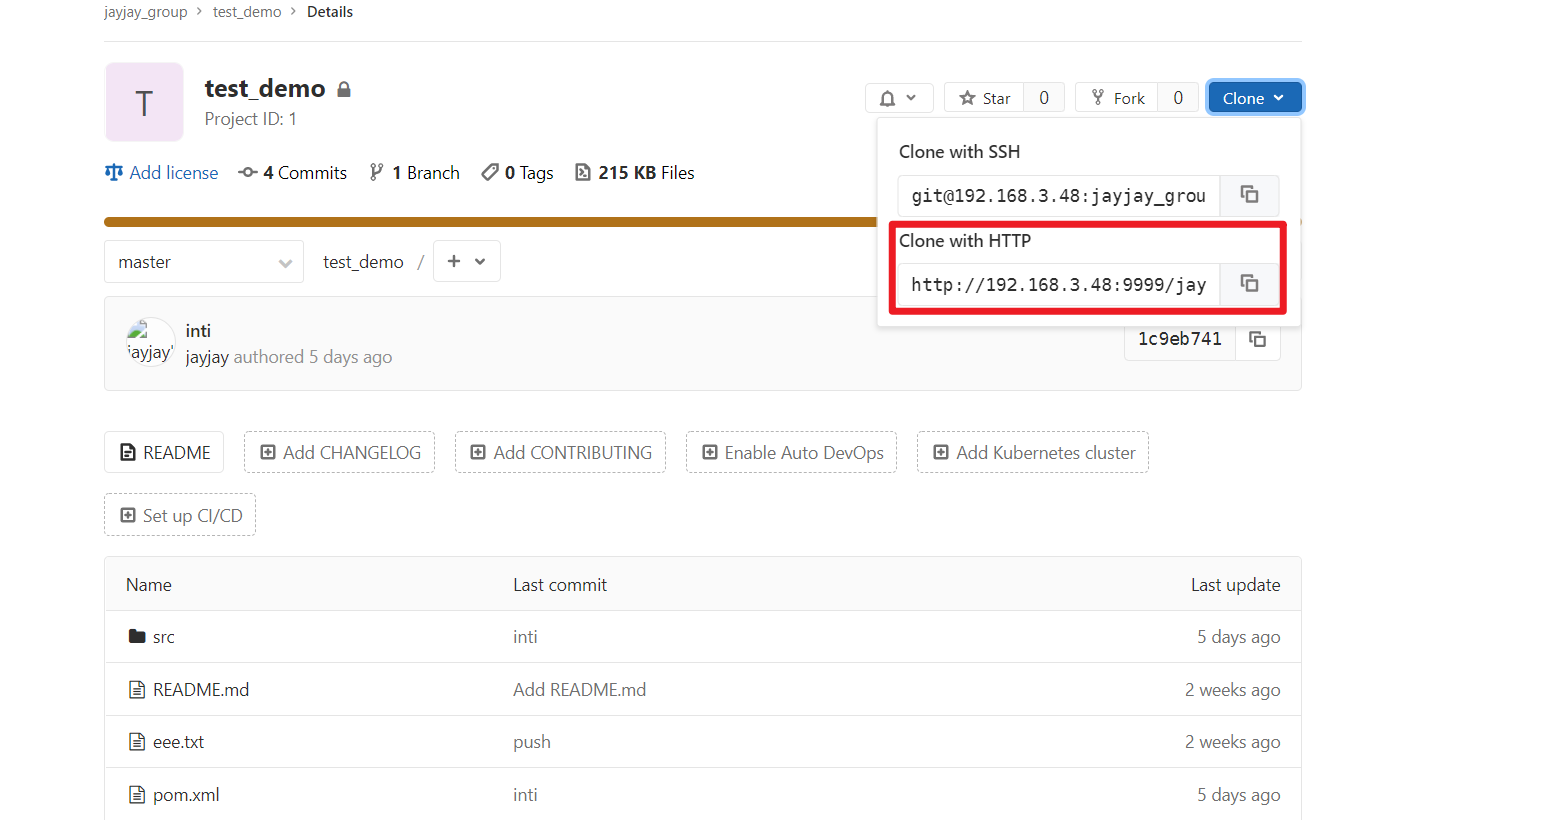 jayjay_group > test_demo > Details
T
test_demo
Project ID: 1
Star 0
Fork 0
Clone
Add license
4 Commits
1 Branch
0 Tags
215 KB Files
Clone with SSH
git@192.168.3.48:jayjay_grou
Clone with HTTP
http://192.168.3.48:9999/jay
master
test_demo /
+
inti
jayjay authored 5 days ago
1c9eb741
README
Add CHANGELOG
Add CONTRIBUTING
Enable Auto DevOps
Add Kubernetes cluster
Set up CI/CD
Name Last commit Last update
src inti 5 days ago
README.md Add README.md 2 weeks ago
eee.txt push 2 weeks ago
pom.xml inti 5 days ago